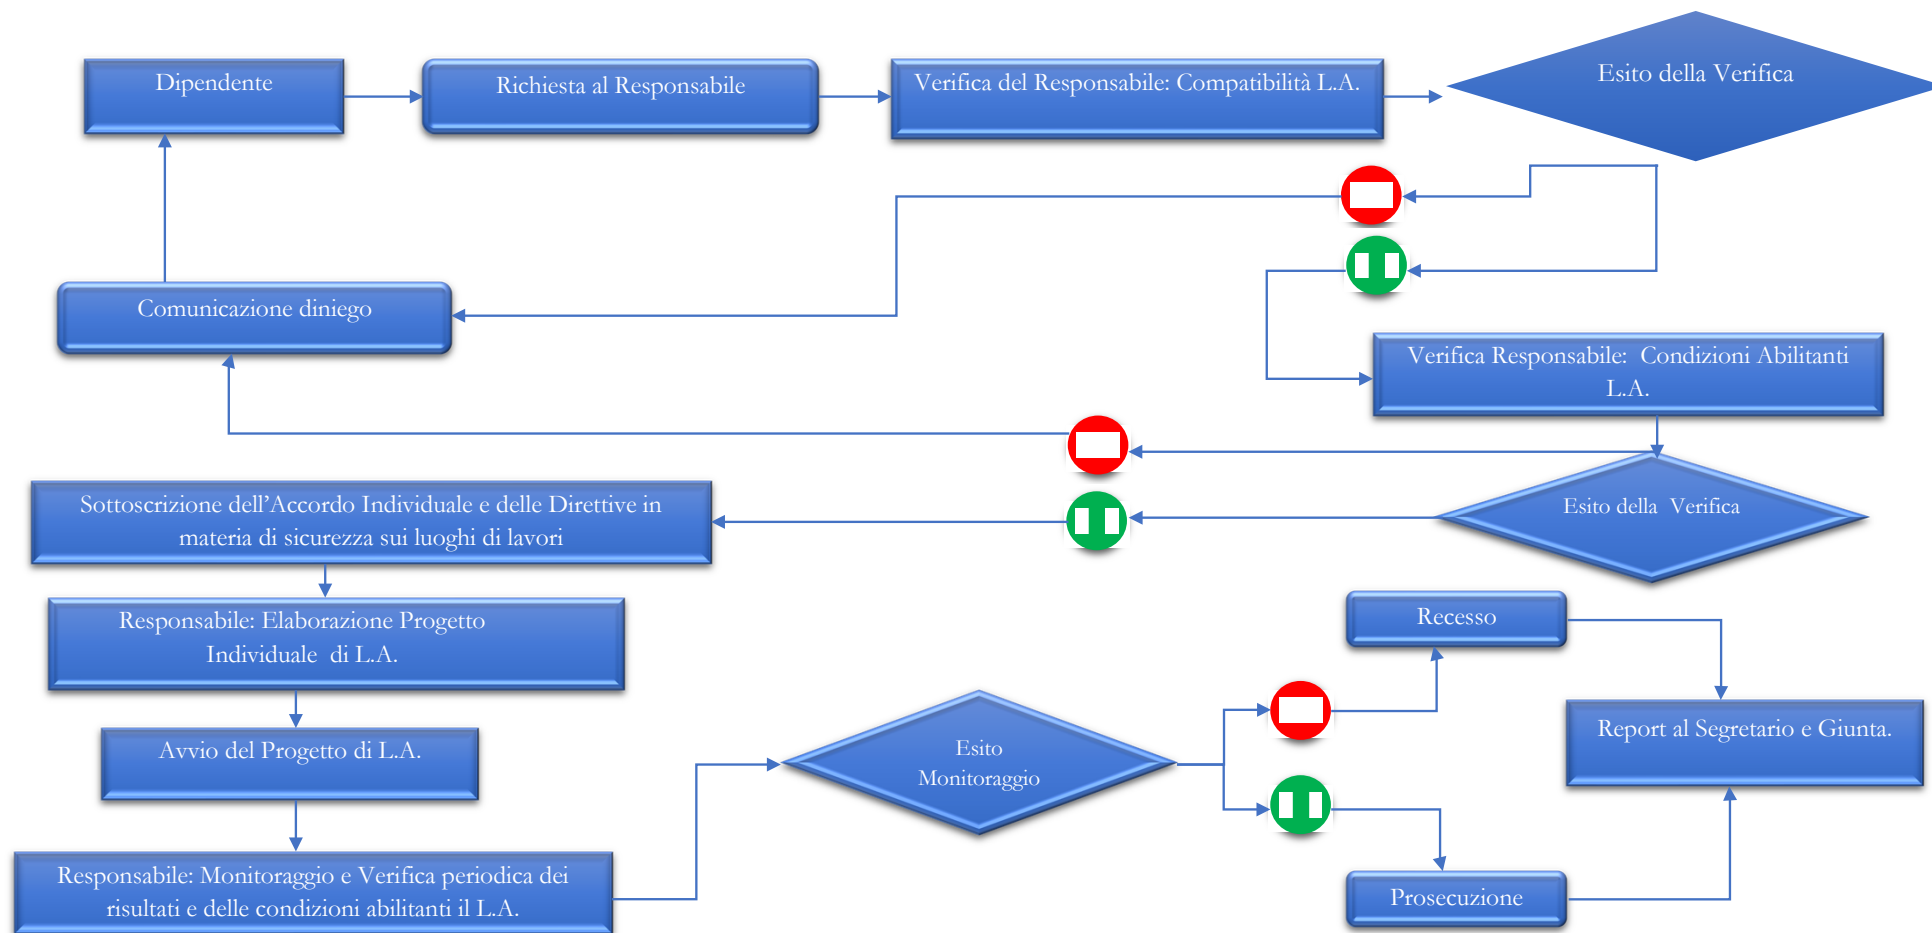 Dipendente
Richiesta al Responsabile
Verifica del Responsabile: Compatibilità L.A.
Esito della Verifica
Comunicazione diniego
Verifica Responsabile:  Condizioni Abilitanti
L.A.
Esito della  Verifica
Sottoscrizione dell’Accordo Individuale e delle Direttive in
materia di sicurezza sui luoghi di lavori
Responsabile: Elaborazione Progetto
Individuale  di L.A.
Avvio del Progetto di L.A.
Responsabile: Monitoraggio e Verifica periodica dei
risultati e delle condizioni abilitanti il L.A.
Esito
Monitoraggio
Recesso
Report al Segretario e Giunta.
Prosecuzione